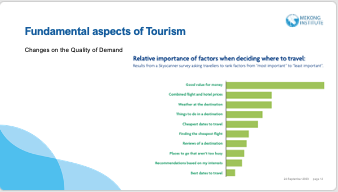 MEKONG
INSTITUTE
Fundamental aspects of Tourism
Changes on the Quality of Demand
Relative importance of factors when deciding where to travel:
Results from a Skyscanner survey asking travellers to rank factors from "most important" to "least important"
Good value for money
Combined flight and hotel prices
Weather at the destination
Things to do in a destination
Cheapest dates to travel
Finding the cheapest flight
Reviews of a destination
Places to go that aren't too busy
Recommendations based on my interests
Best dates to travel